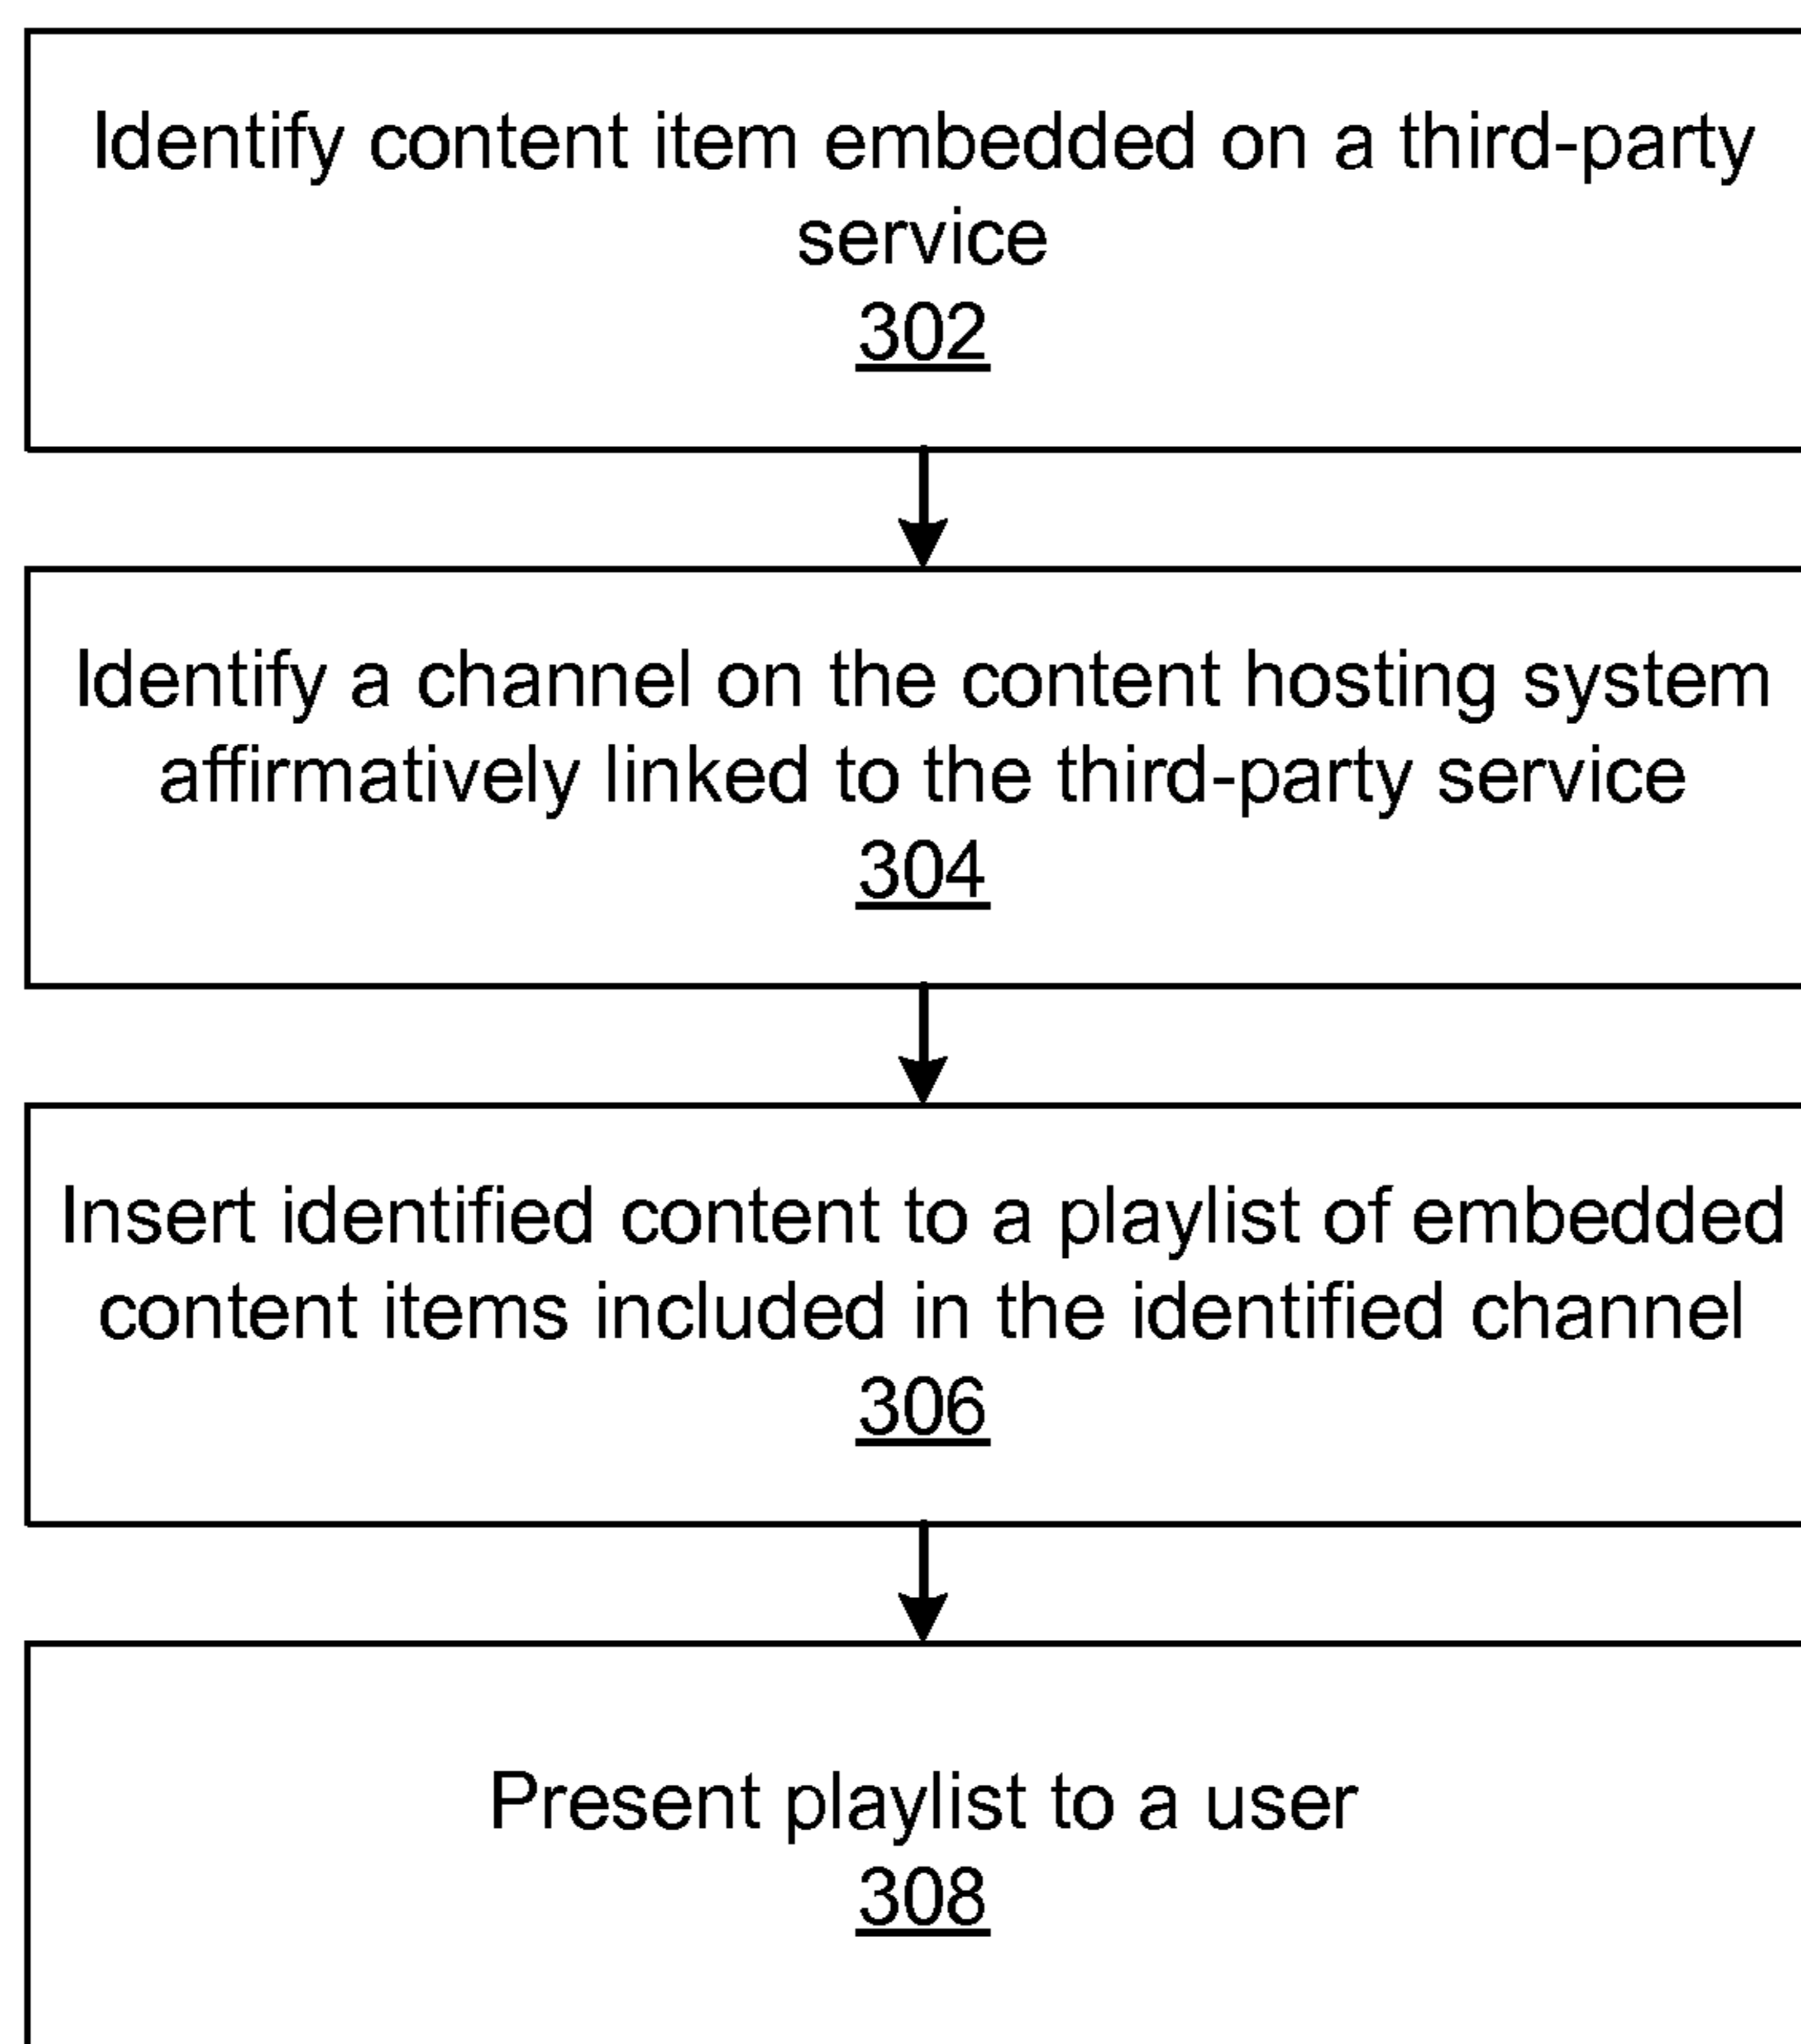 Identify content item embedded on a third-party
service
302
Identify a channel on the content hosting system
affirmatively linked to the third-party service
304
Insert identified content to a playlist of embedded
content items included in the identified channel
306
Present playlist to a user
308